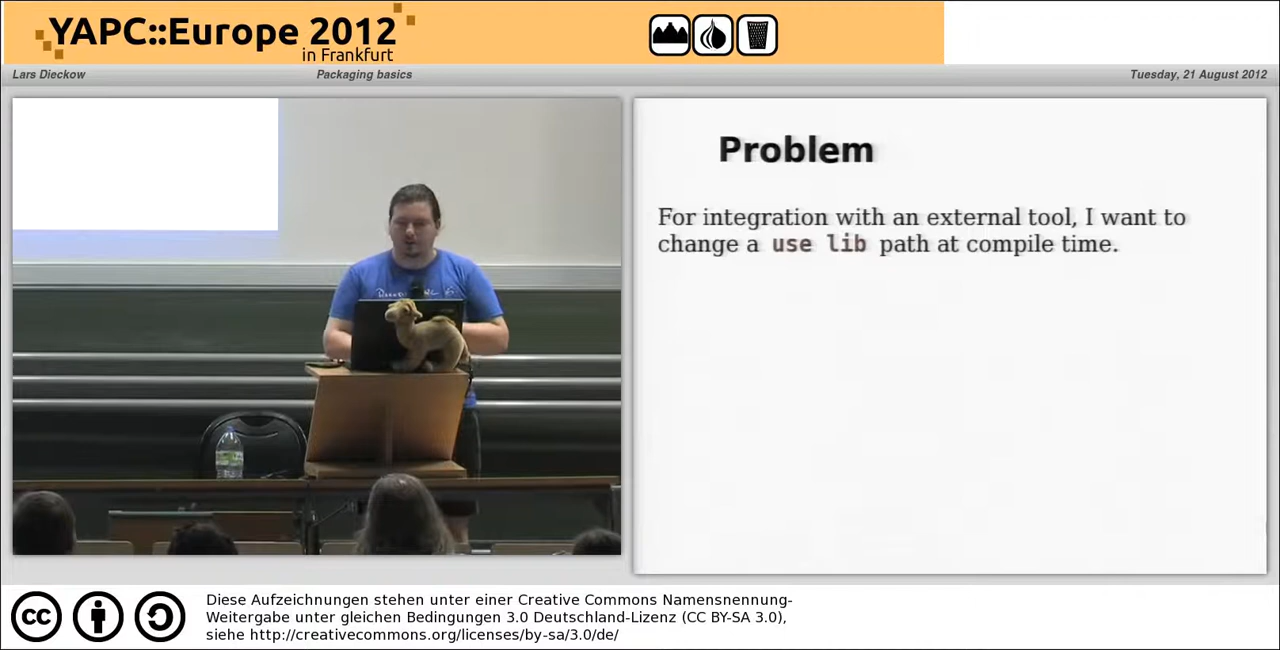 YAPC::Europe 2012
in Frankfurt
Lars Dieckow
Packaging basics
Tuesday, 21 August 2012
Problem
For integration with an external tool, I want to
change a use lib path at compile time.
cc
Diese Aufzeichnungen stehen unter einer Creative Commons Namensnennung-
Weitergabe unter gleichen Bedingungen 3.0 Deutschland-Lizenz (CC BY-SA 3.0),
siehe http://creativecommons.org/licenses/by-sa/3.0/de/